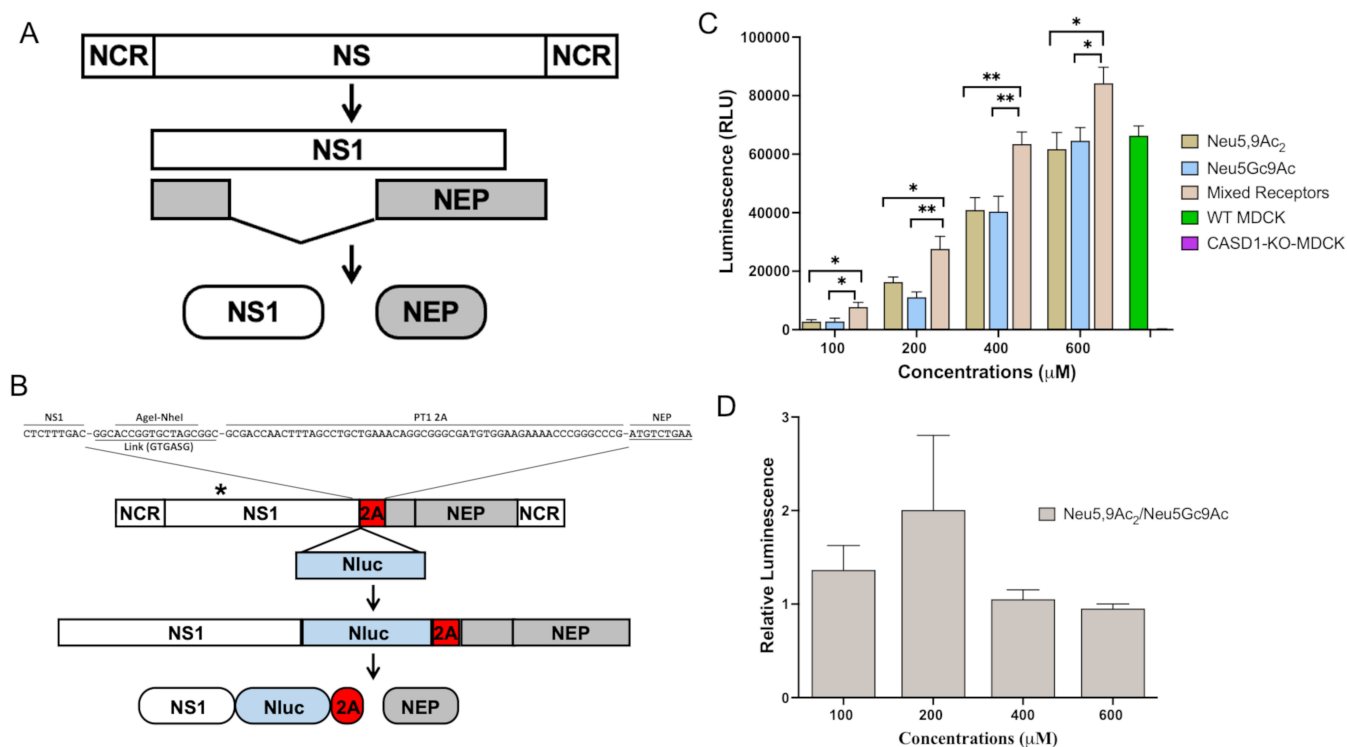 A
NCR NS NCR
NS1
NEP
NS1 NEP
B
NS1 AgeI-NheI PT1 2A NEP
CTCTTTGAC-GGCACCGGTGCTAGCGGC-GCGACCAACTTTAGCCTGCTGAAACAGGCGGGCGATGTGGAAGAAAACCCGGGCCCG-ATGTCTGAA
Link (GTGASG)
*
NCR NS1 2A NEP NCR
Nluc
NS1 Nluc 2A NEP
NS1 Nluc 2A NEP
C
Luminescence (RLU)
100000
80000
60000
40000
20000
0
* * * ** ** ** * *
100 200 400 600
Concentrations (μM)
Neu5,9Ac2
Neu5Gc9Ac
Mixed Receptors
WT MDCK
CASD1-KO-MDCK
D
Relative Luminescence
3
2
1
0
100 200 400 600
Concentrations (μM)
Neu5,9Ac2/Neu5Gc9Ac